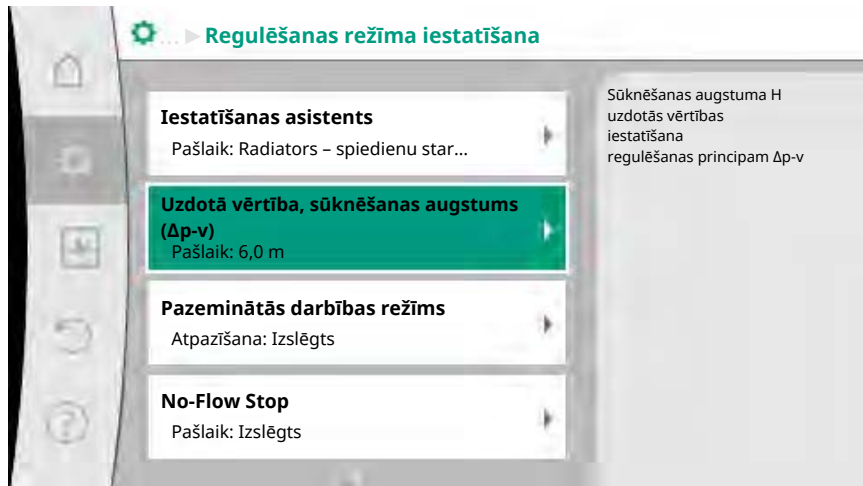 Regulēšanas režīma iestatīšana
Iestatīšanas asistents
Pašlaik: Radiators – spiedienu star...
Uzdotā vērtība, sūknēšanas augstums
(Δp-v)
Pašlaik: 6,0 m
Pazeminātās darbības režīms
Atpazīšana: Izslēgts
No-Flow Stop
Pašlaik: Izslēgts
Sūknēšanas augstuma H
uzdotās vērtības
iestatīšana
regulēšanas principam Δp-v